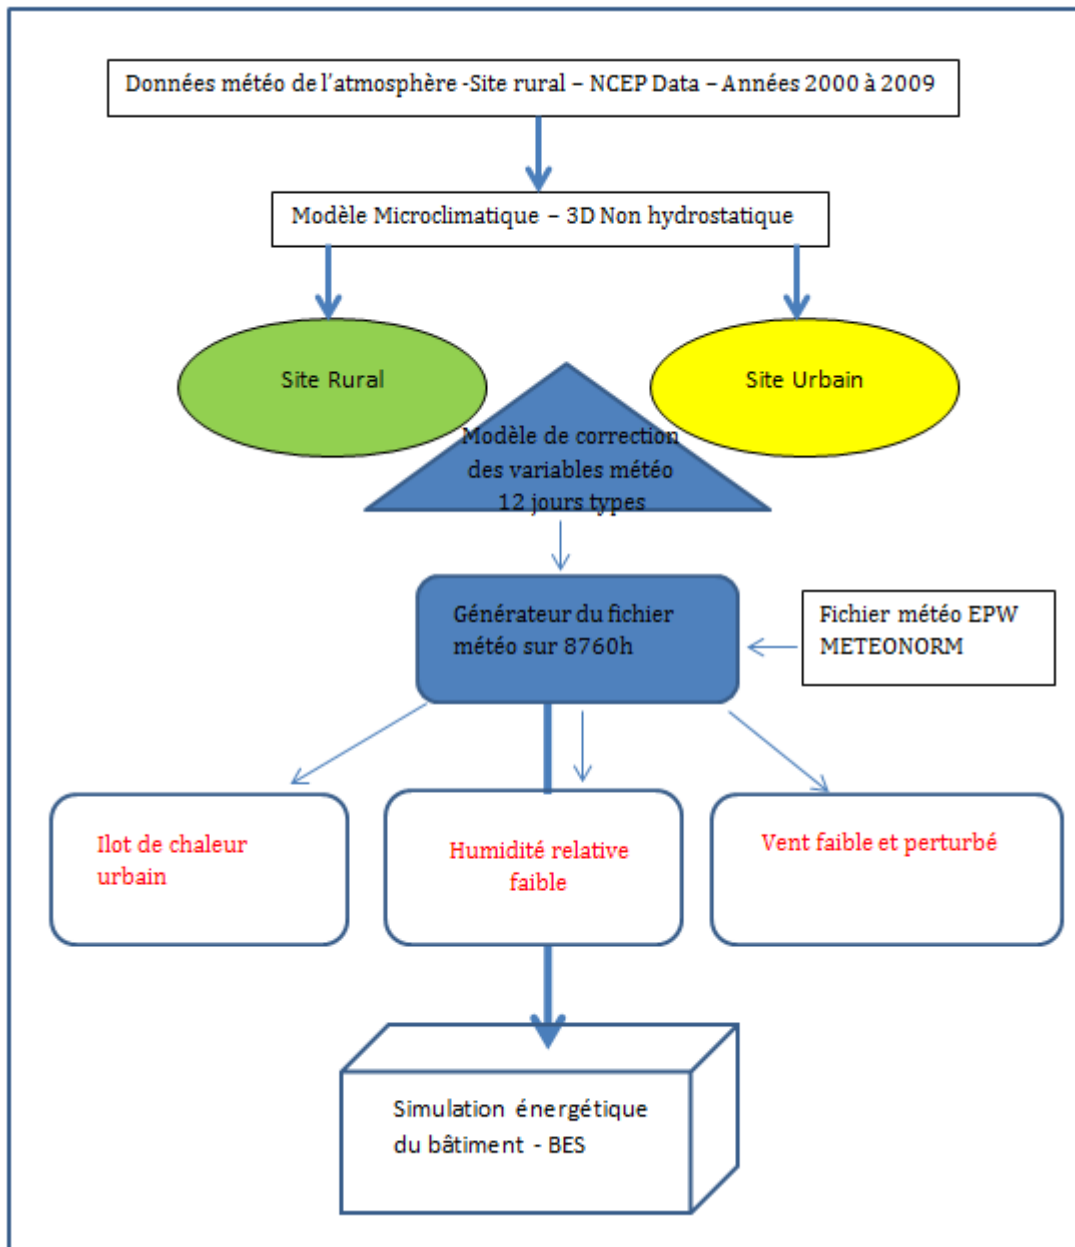 Données météo de l'atmosphère -Site rural – NCEP Data – Années 2000 à 2009
Modèle Microclimatique – 3D Non hydrostatique
Site Rural
Site Urbain
Modèle de correction
des variables météo
12 jours types
Générateur du fichier
météo sur 8760h
Fichier météo EPW
METEONORM
Ilot de chaleur
urbain
Humidité relative
faible
Vent faible et perturbé
Simulation énergétique
du bâtiment - BES